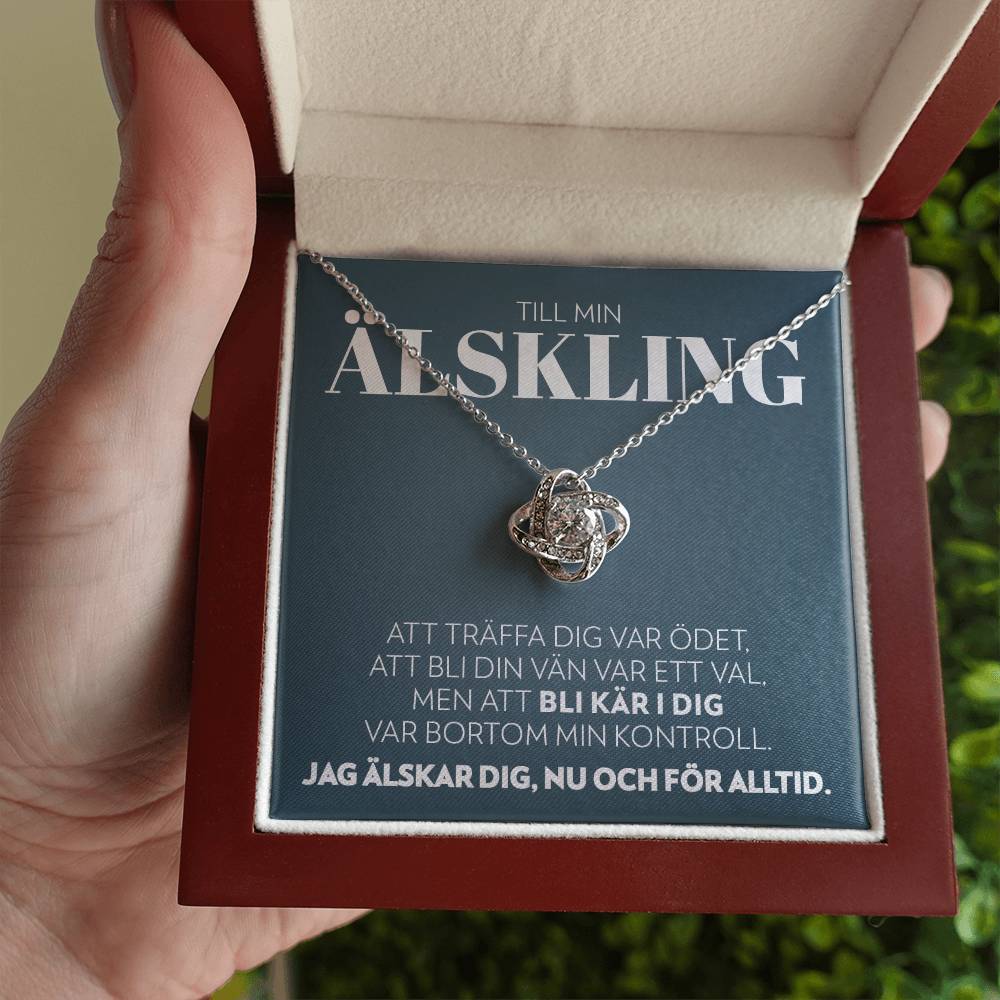 TILL MIN
ÄLSKLING
ATT TRÄFFA DIG VAR ÖDET,
ATT BLI DIN VÄN VAR ETT VAL,
MEN ATT BLI KÄR I DIG
VAR BORTOM MIN KONTROLL.
JAG ÄLSKAR DIG, NU OCH FÖR ALLTID.